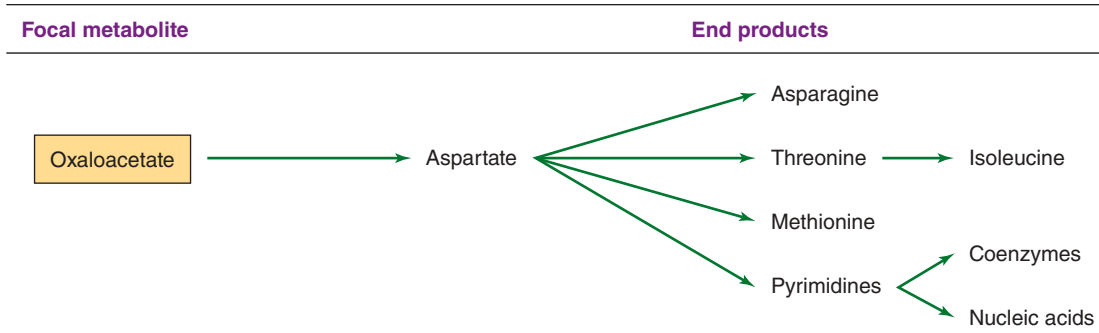 Focal metabolite
End products
Oxaloacetate
Aspartate
Asparagine
Threonine
Isoleucine
Methionine
Pyrimidines
Coenzymes
Nucleic acids